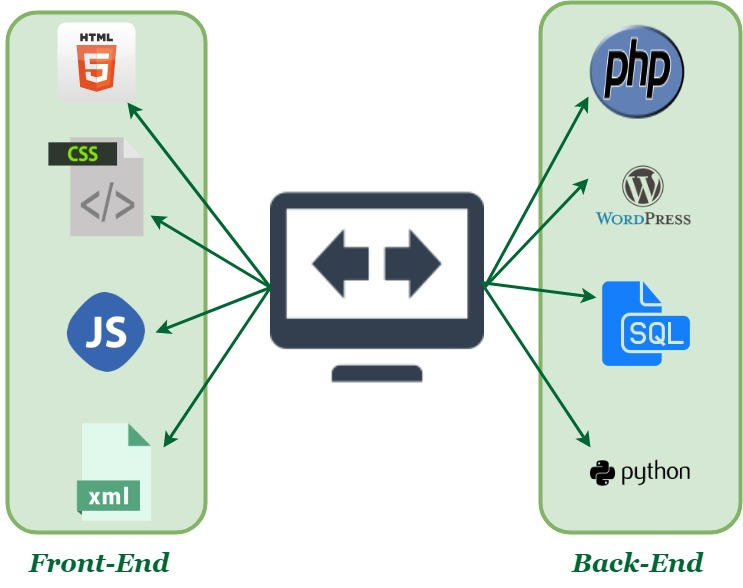 HTML
5
CSS
</>
JS
xml
Front-End
php
WORDPRESS
SQL
python
Back-End